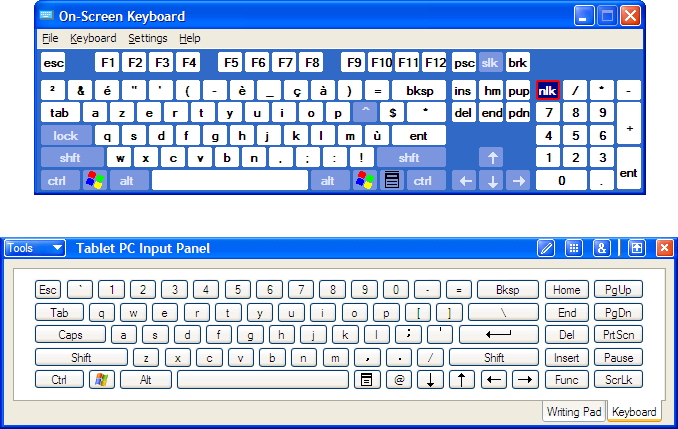 On-Screen Keyboard
File Keyboard Settings Help
esc F1 F2 F3 F4 F5 F6 F7 F8 F9 F10 F11 F12 psc slk brk
² & é " ' ( - è _ ç à ) = bksp ins hm pup nlk / * -
tab a z e r t y u i o p ^ $ * del end pdn 7 8 9 +
lock q s d f g h j k l m ù ent 4 5 6
shft w x c v b n , ; : ! shft ↑ 1 2 3 ent
ctrl alt alt ctrl ← ↓ → 0 .
Tools Tablet PC Input Panel &
Esc ` 1 2 3 4 5 6 7 8 9 0 - = Bksp Home PgUp
Tab q w e r t y u i o p [ ] \ End PgDn
Caps a s d f g h j k l ; ' Del PrtScn
Shift z x c v b n m , . / Shift Insert Pause
Ctrl Alt @ ↓ ↑ ← → Func ScrLk
Writing Pad Keyboard